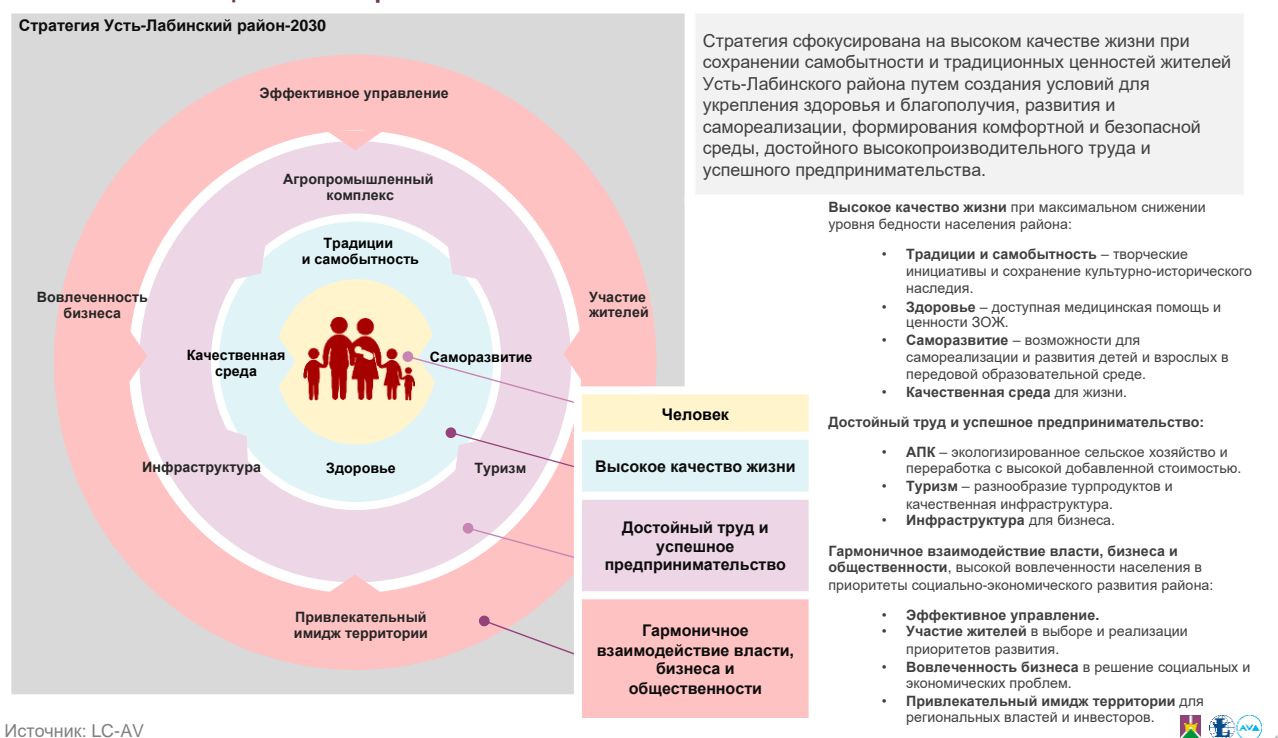 Стратегия Усть-Лабинский район-2030
Эффективное управление
Агропромышленный
комплекс
Традиции
и самобытность
Вовлеченность
бизнеса
Участие
жителей
Качественная
среда
Саморазвитие
Инфраструктура
Здоровье
Туризм
Привлекательный
имидж территории
Человек
Высокое качество жизни
Достойный труд и
успешное
предпринимательство
Гармоничное
взаимодействие власти,
бизнеса и
общественности
Стратегия сфокусирована на высоком качестве жизни при
сохранении самобытности и традиционных ценностей жителей
Усть-Лабинского района путем создания условий для
укрепления здоровья и благополучия, развития и
самореализации, формирования комфортной и безопасной
среды, достойного высокопроизводительного труда и
успешного предпринимательства.
Высокое качество жизни при максимальном снижении
уровня бедности населения района:
• Традиции и самобытность – творческие
инициативы и сохранение культурно-исторического
наследия.
• Здоровье – доступная медицинская помощь и
ценности ЗОЖ.
• Саморазвитие – возможности для
самореализации и развития детей и взрослых в
передовой образовательной среде.
• Качественная среда для жизни.
Достойный труд и успешное предпринимательство:
• АПК – экологизированное сельское хозяйство и
переработка с высокой добавленной стоимостью.
• Туризм – разнообразие турпродуктов и
качественная инфраструктура.
• Инфраструктура для бизнеса.
Гармоничное взаимодействие власти, бизнеса и
общественности, высокой вовлеченности населения в
приоритеты социально-экономического развития района:
• Эффективное управление.
• Участие жителей в выборе и реализации
приоритетов развития.
• Вовлеченность бизнеса в решение социальных и
экономических проблем.
• Привлекательный имидж территории для
региональных властей и инвесторов.
Источник: LC-AV
AVA